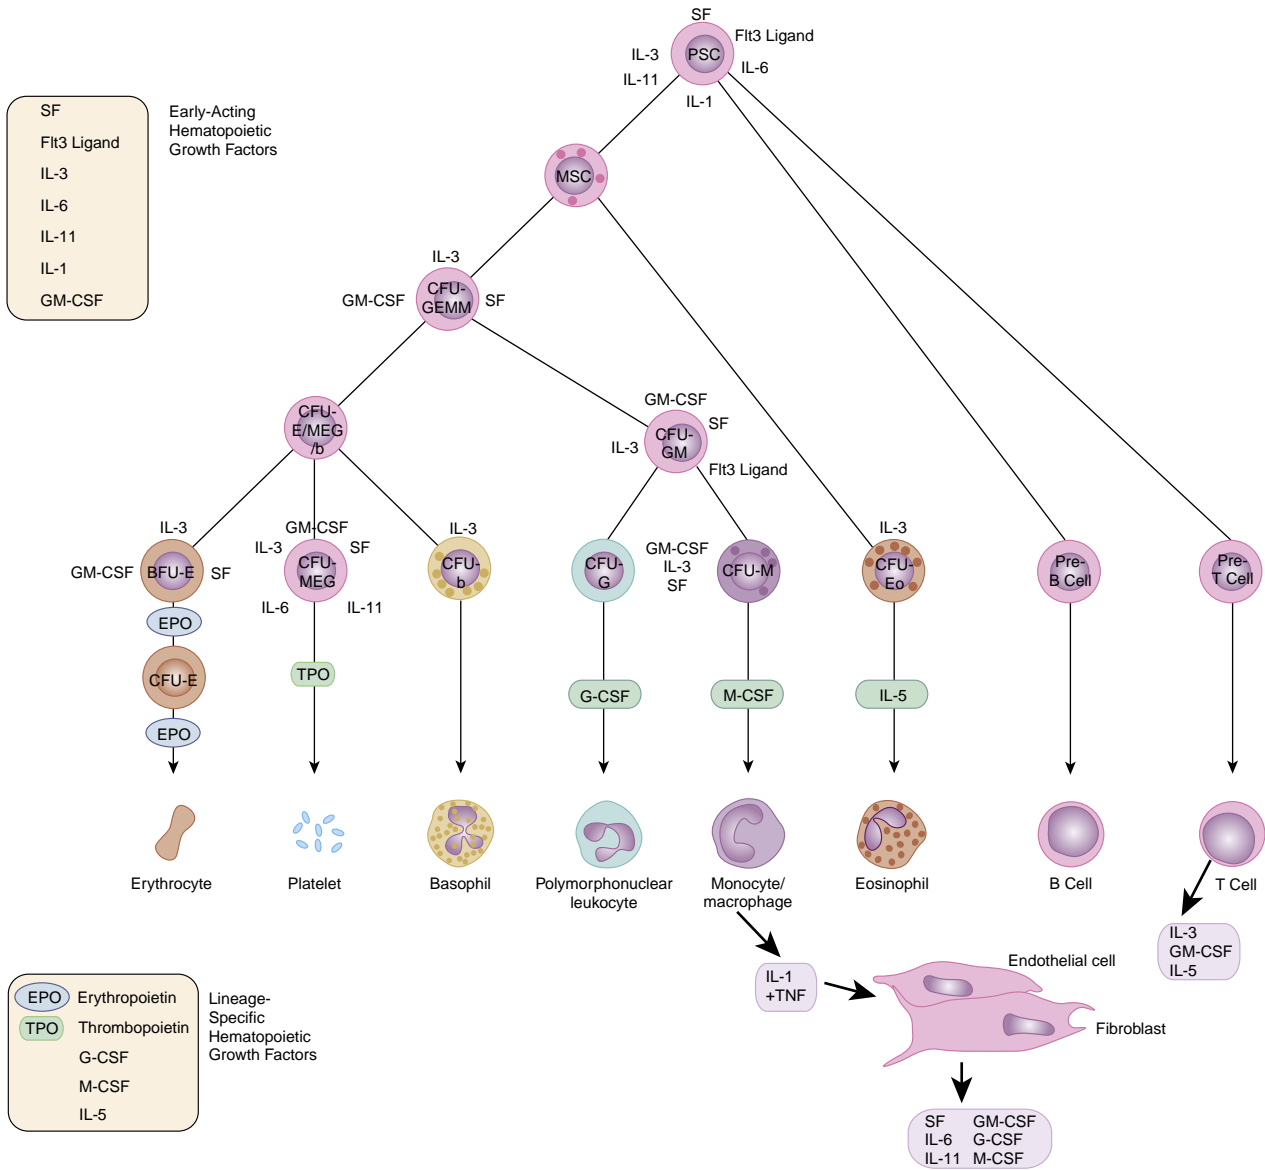 SF
Flt3 Ligand
IL-3
PSC
IL-6
IL-11
IL-1
SF
Flt3 Ligand
IL-3
IL-6
IL-11
IL-1
GM-CSF
Early-Acting
Hematopoietic
Growth Factors
MSC
IL-3
GM-CSF
CFU-
GEMM
SF
CFU-
E/MEG
/b
GM-CSF
SF
IL-3
CFU-
GM
Flt3 Ligand
IL-3
GM-CSF
BFU-E
SF
EPO
CFU-E
EPO
GM-CSF
IL-3
SF
CFU-
MEG
IL-6
IL-11
TPO
IL-3
CFU-
b
CFU-
G
G-CSF
GM-CSF
IL-3
SF
CFU-M
M-CSF
IL-3
CFU-
Eo
IL-5
Pre-
B Cell
Pre-
T Cell
Erythrocyte
Platelet
Basophil
Polymorphonuclear
leukocyte
Monocyte/
macrophage
Eosinophil
B Cell
T Cell
IL-3
GM-CSF
IL-5
IL-1
+TNF
Endothelial cell
Fibroblast
SF GM-CSF
IL-6 G-CSF
IL-11 M-CSF
EPO Erythropoietin
TPO Thrombopoietin
G-CSF
M-CSF
IL-5
Lineage-
Specific
Hematopoietic
Growth Factors